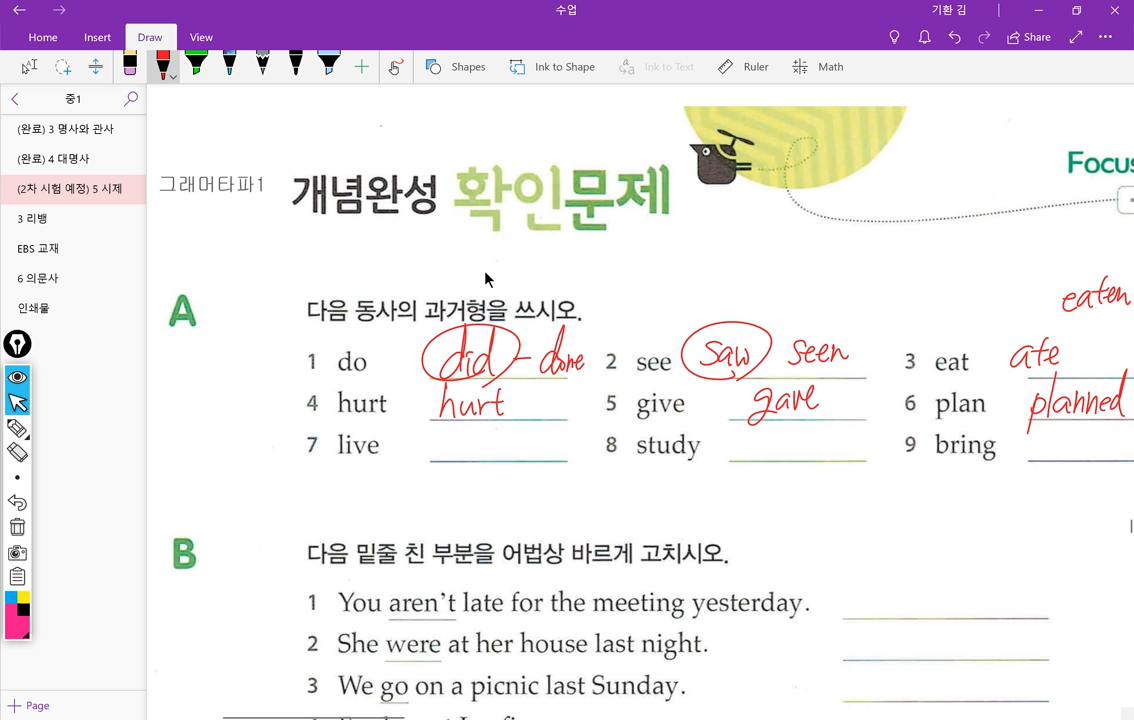 수업
기환 김
Home Insert Draw View
Share
Shapes Ink to Shape Ink to Text Ruler Math
중1
(완료) 3 명사와 관사
(완료) 4 대명사
(2차 시험 예정) 5 시제
3 리뱅
EBS 교재
6 의문사
인쇄물
Page
그래머타파1
개념완성 확인문제
Focus
A
다음 동사의 과거형을 쓰시오.
eaten
1 do did - done 2 see saw seen 3 eat ate
4 hurt hurt 5 give gave 6 plan planned
7 live 8 study 9 bring
B
다음 밑줄 친 부분을 어법상 바르게 고치시오.
1 You aren't late for the meeting yesterday.
2 She were at her house last night.
3 We go on a picnic last Sunday.